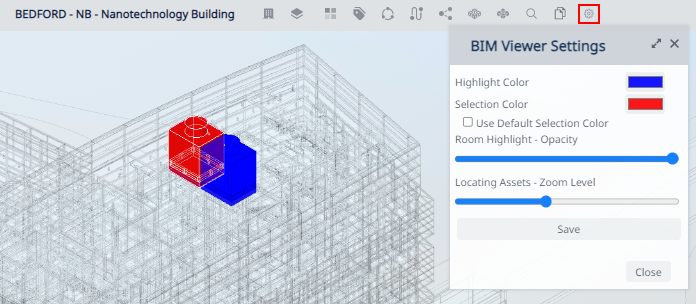 BEDFORD - NB - Nanotechnology Building
BIM Viewer Settings
Highlight Color
Selection Color
Use Default Selection Color
Room Highlight - Opacity
Locating Assets - Zoom Level
Save
Close